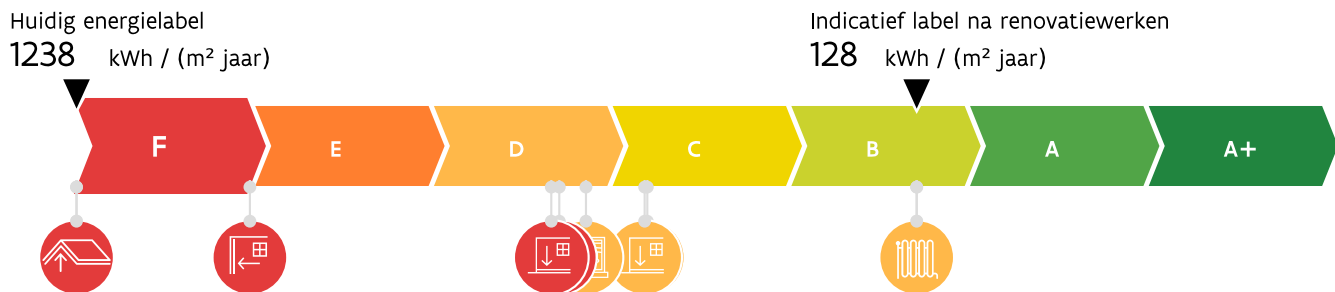 Huidig energielabel
1238 kWh / (m² jaar)
Indicatief label na renovatiewerken
128 kWh / (m² jaar)
F E D C B A A+